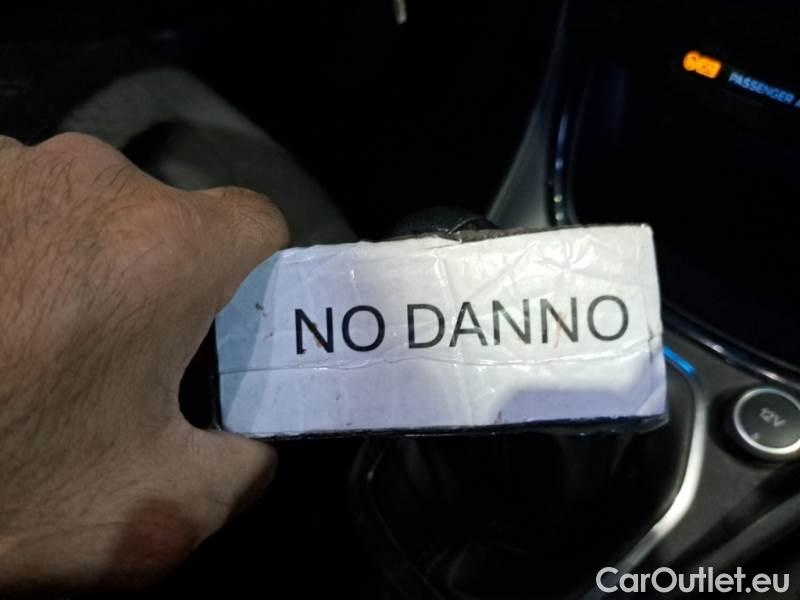 PASSENGER A
NO DANNO
12V
CarOutlet.eu